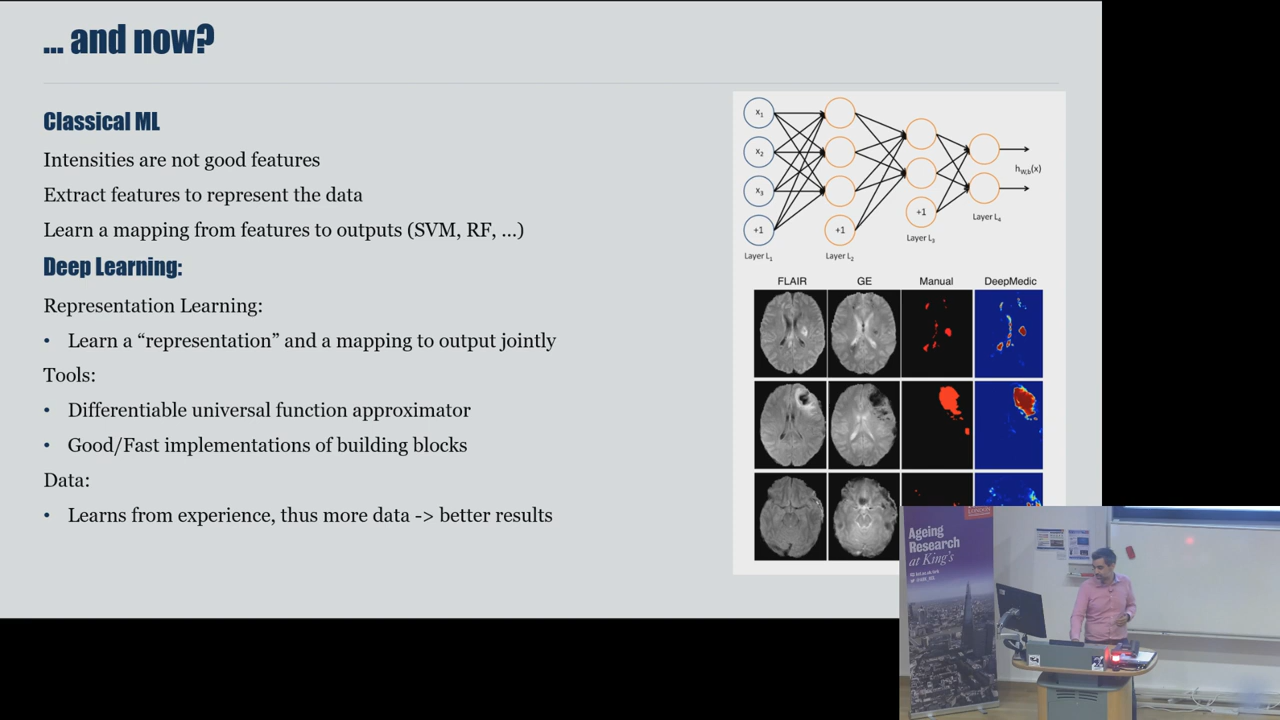 ... and now?
Classical ML
Intensities are not good features
Extract features to represent the data
Learn a mapping from features to outputs (SVM, RF, ...)
Deep Learning:
Representation Learning:
• Learn a “representation” and a mapping to output jointly
Tools:
• Differentiable universal function approximator
• Good/Fast implementations of building blocks
Data:
• Learns from experience, thus more data -> better results
x1
x2
x3
+1
+1
+1
hW,b(x)
Layer L1
Layer L2
Layer L3
Layer L4
FLAIR GE Manual DeepMedic
LONDON
Ageing
Research
at King's